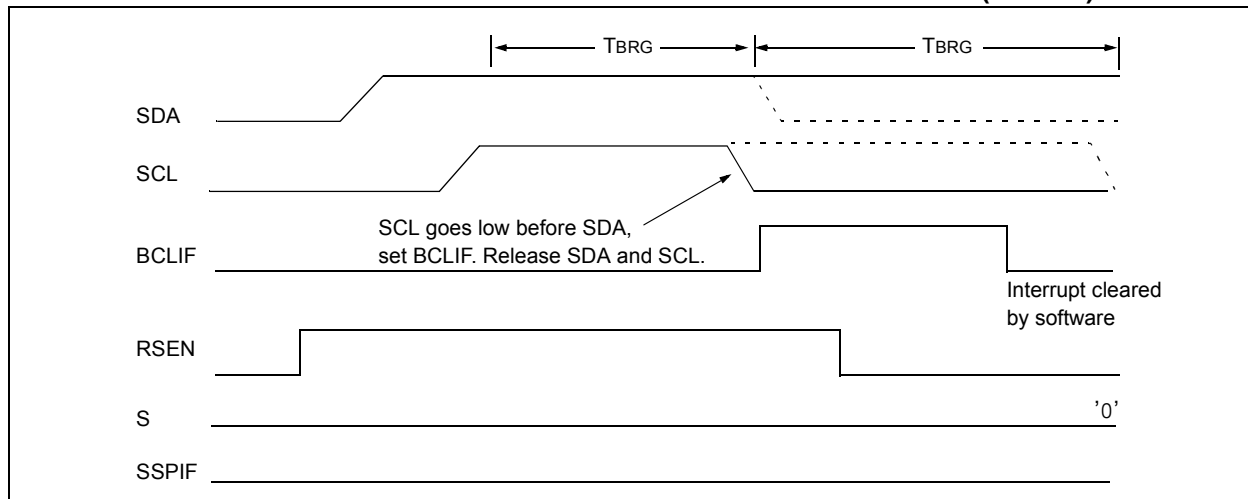 TBRG TBRG
SDA
SCL
SCL goes low before SDA,
set BCLIF. Release SDA and SCL.
BCLIF
Interrupt cleared
by software
RSEN
S '0'
SSPIF